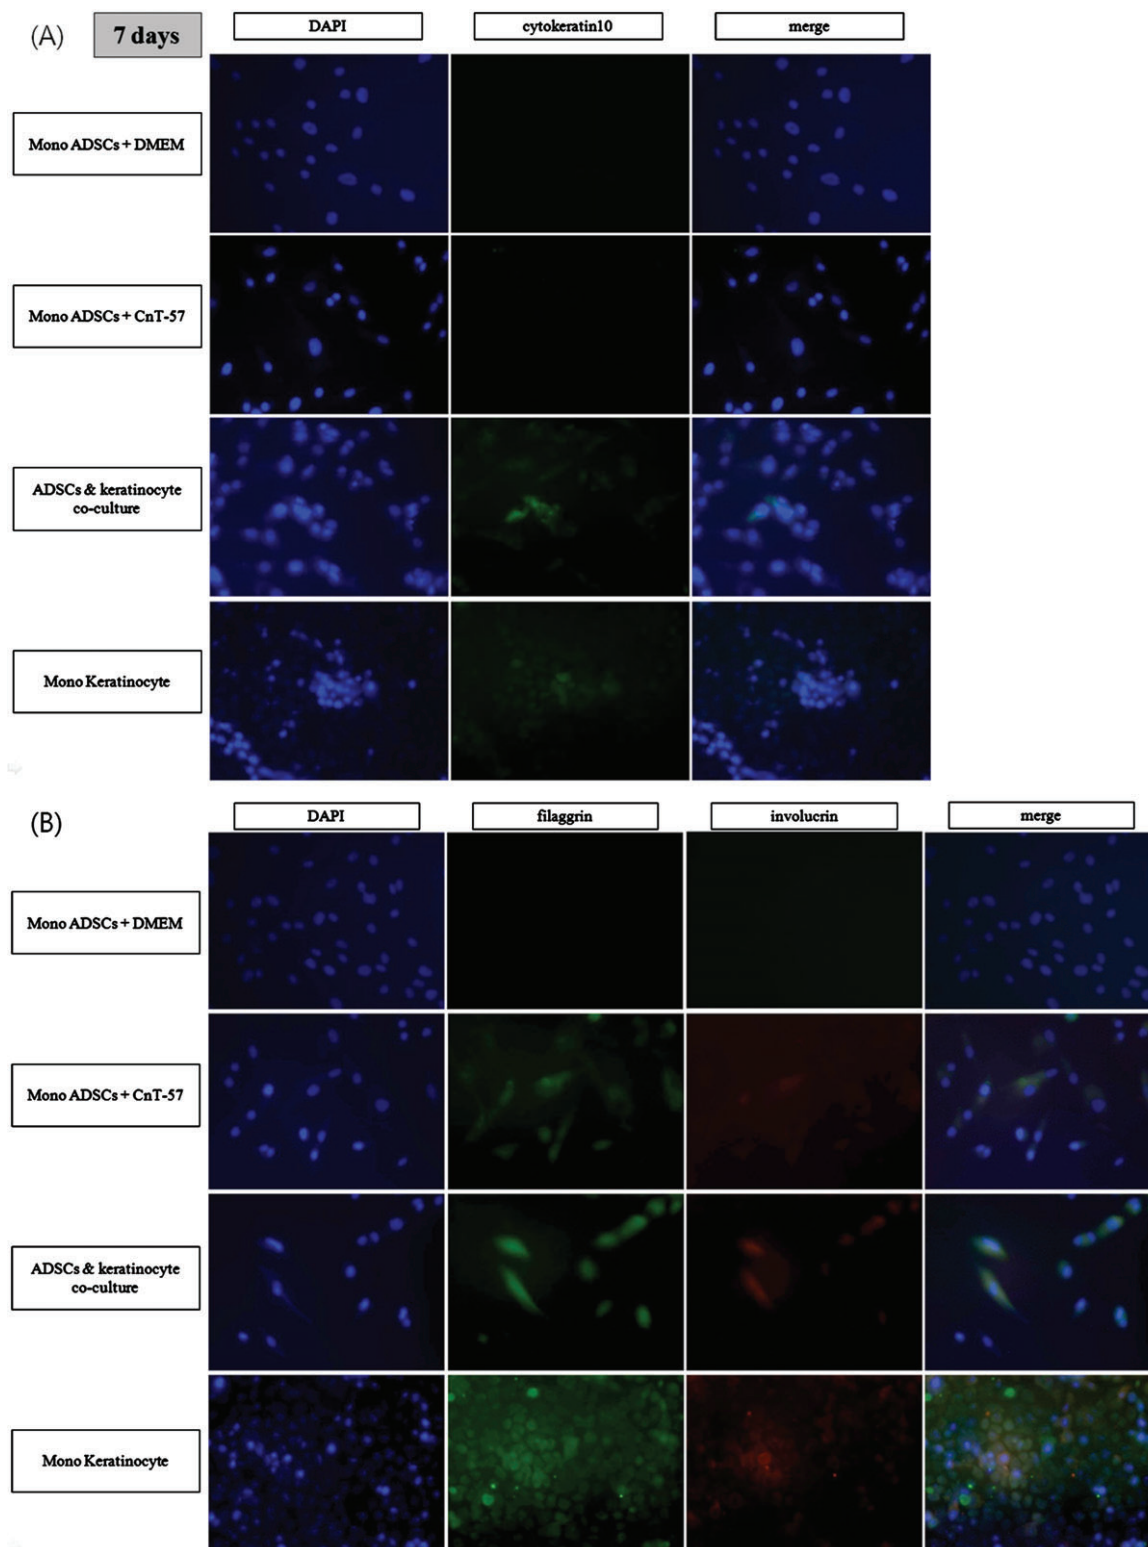 (A)
7 days
DAPI
cytokeratin10
merge
Mono ADSCs + DMEM
Mono ADSCs + CnT-57
ADSCs & keratinocyte
co-culture
Mono Keratinocyte
(B)
DAPI
filaggrin
involucrin
merge
Mono ADSCs + DMEM
Mono ADSCs + CnT-57
ADSCs & keratinocyte
co-culture
Mono Keratinocyte